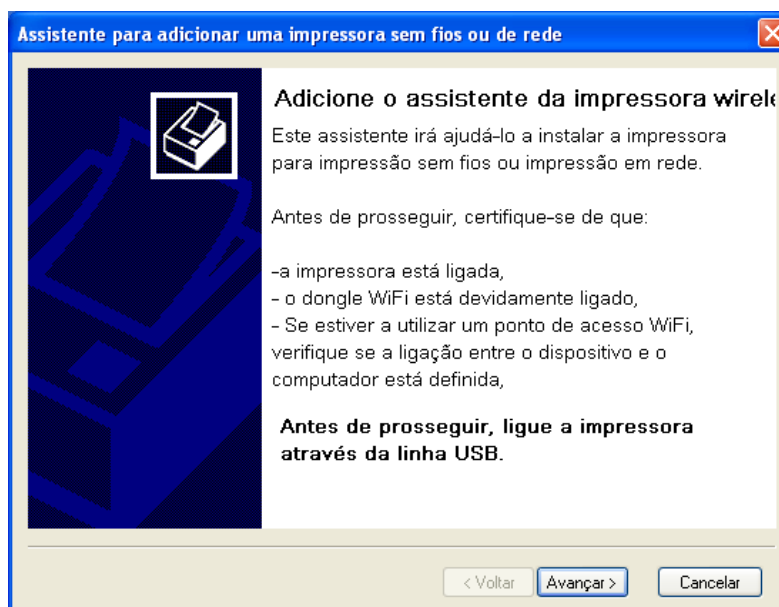 Assistente para adicionar uma impressora sem fios ou de rede
Adicione o assistente da impressora
Este assistente irá ajudá-lo a instalar a impressora
para impressão sem fios ou impressão em rede.
Antes de prosseguir, certifique-se de que:
-a impressora está ligada,
- o dongle WiFi está devidamente ligado,
- Se estiver a utilizar um ponto de acesso WiFi,
verifique se a ligação entre o dispositivo e o
computador está definida,
Antes de prosseguir, ligue a impressora
através da linha USB.
< Voltar Avançar > Cancelar